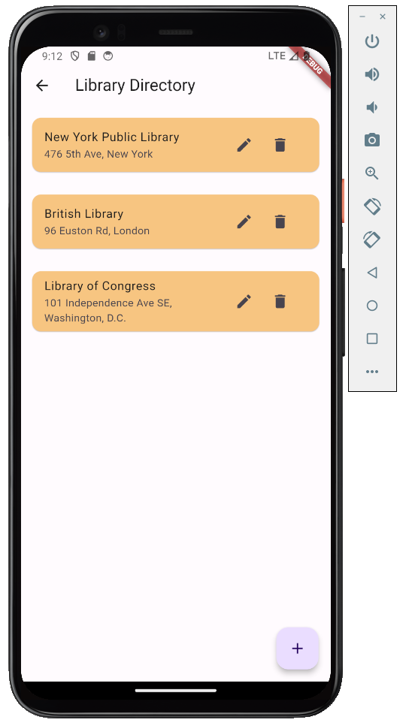 9:12
LTE
DEBUG
Library Directory
New York Public Library
476 5th Ave, New York
British Library
96 Euston Rd, London
Library of Congress
101 Independence Ave SE,
Washington, D.C.